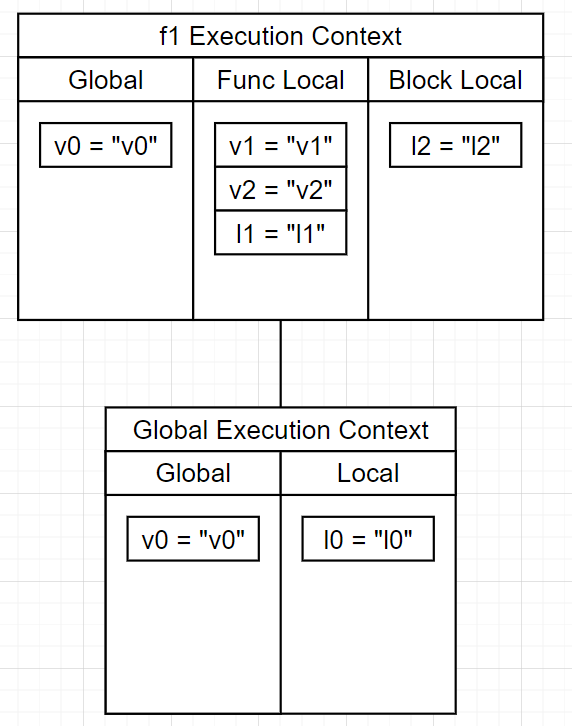 f1 Execution Context
Global
Func Local
Block Local
v0 = "v0"
v1 = "v1"
l2 = "l2"
v2 = "v2"
l1 = "l1"
Global Execution Context
Global
Local
v0 = "v0"
l0 = "l0"